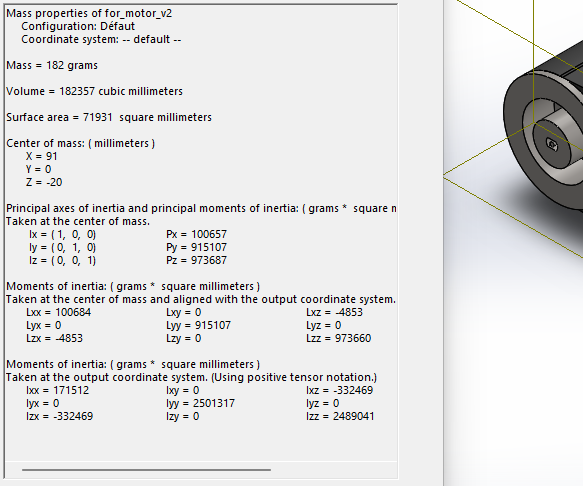 Mass properties of for_motor_v2
Configuration: Défaut
Coordinate system: -- default --
Mass = 182 grams
Volume = 182357 cubic millimeters
Surface area = 71931 square millimeters
Center of mass: ( millimeters )
X = 91
Y = 0
Z = -20
Principal axes of inertia and principal moments of inertia: ( grams * square m
Taken at the center of mass.
Ix = ( 1, 0, 0) Px = 100657
Iy = ( 0, 1, 0) Py = 915107
Iz = ( 0, 0, 1) Pz = 973687
Moments of inertia: ( grams * square millimeters )
Taken at the center of mass and aligned with the output coordinate system.
Lxx = 100684 Lxy = 0 Lxz = -4853
Lyx = 0 Lyy = 915107 Lyz = 0
Lzx = -4853 Lzy = 0 Lzz = 973660
Moments of inertia: ( grams * square millimeters )
Taken at the output coordinate system. (Using positive tensor notation.)
Ixx = 171512 Ixy = 0 Ixz = -332469
Iyx = 0 Iyy = 2501317 Iyz = 0
Izx = -332469 Izy = 0 Izz = 2489041